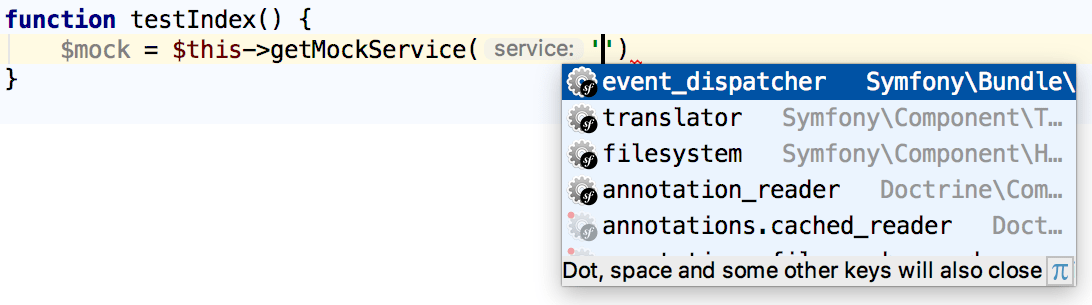 function testIndex() {
$mock = $this->getMockService( service: '')
}
event_dispatcher Symfony\Bundle\
translator Symfony\Component\T…
filesystem Symfony\Component\H…
annotation_reader Doctrine\Com…
annotations.cached_reader Doct…
Dot, space and some other keys will also close π